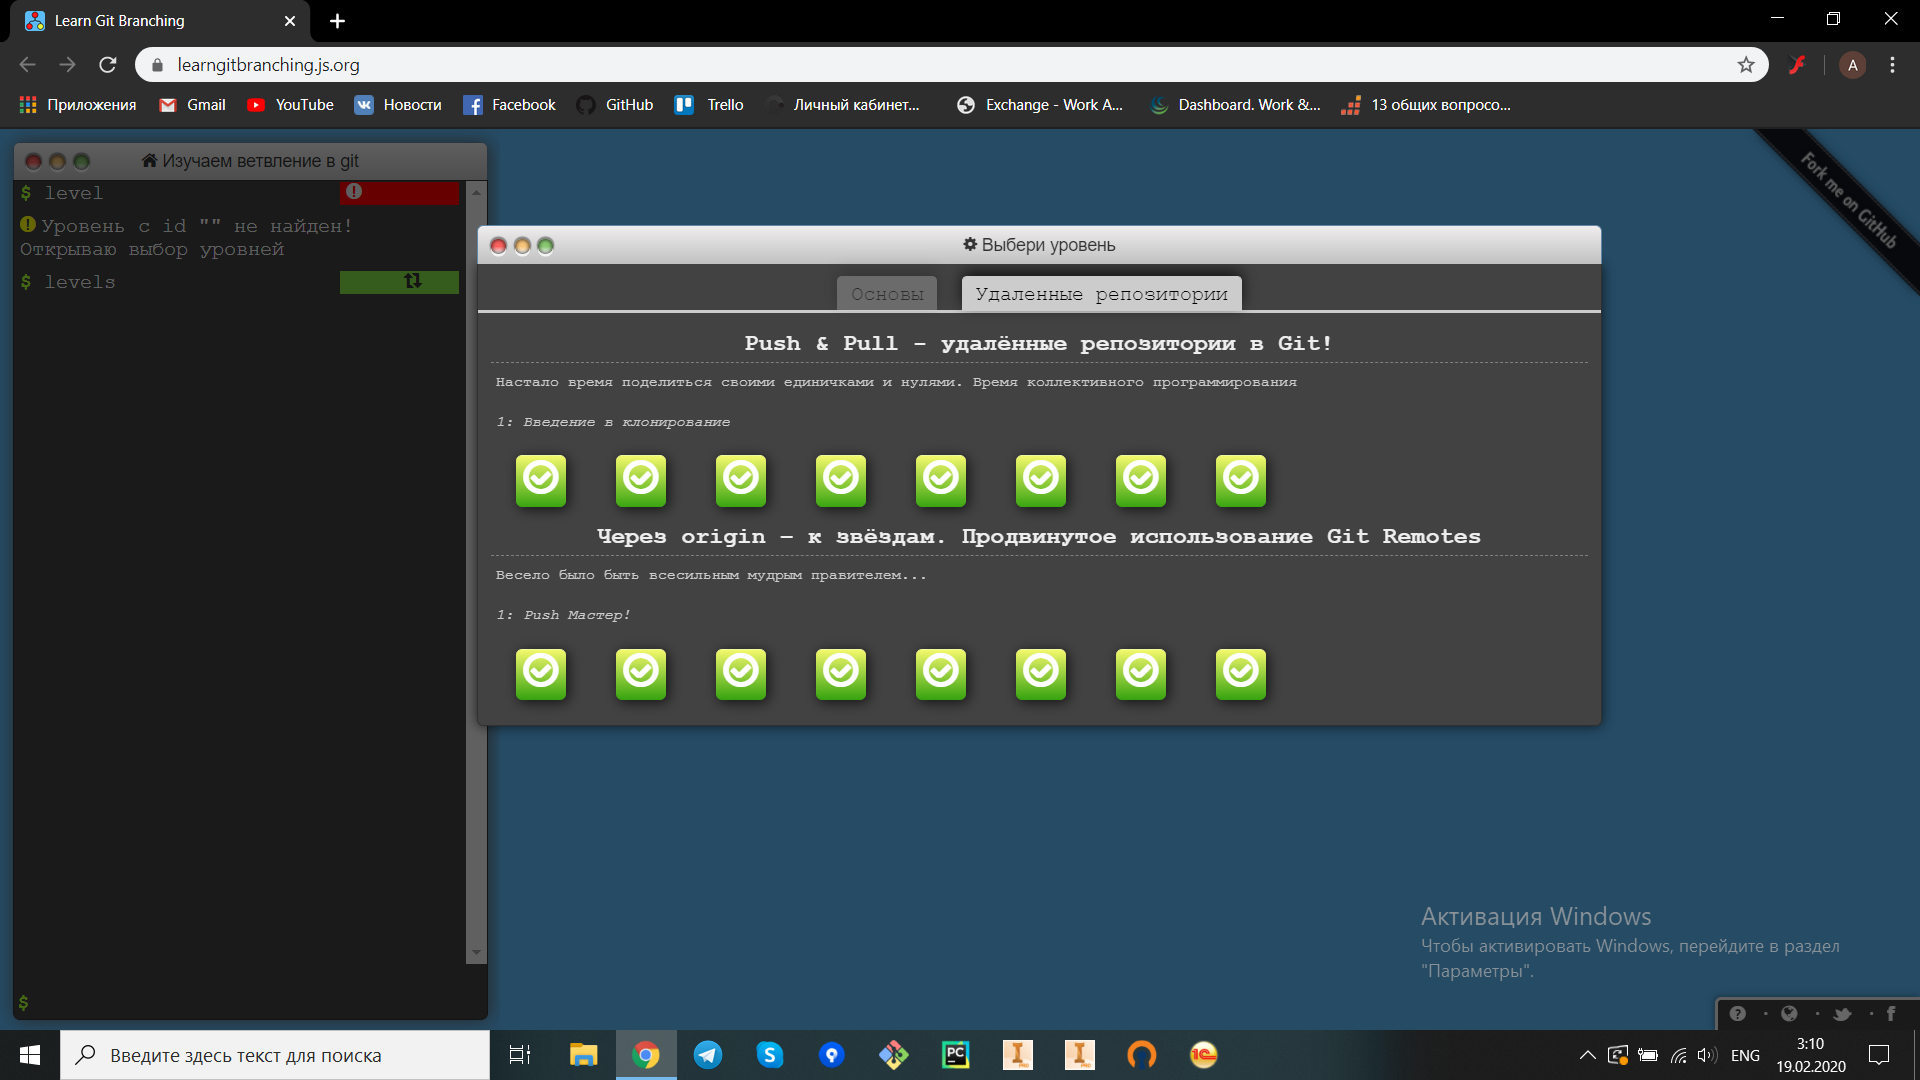 Learn Git Branching
learngitbranching.js.org
A
Приложения
Gmail
YouTube
Новости
Facebook
GitHub
Trello
Личный кабинет...
Exchange - Work A...
Dashboard. Work &...
13 общих вопросо...
Изучаем ветвление в git
$ level
Уровень с id "" не найден!
Открываю выбор уровней
$ levels
$
Fork me on GitHub
Выбери уровень
Основы
Удаленные репозитории
Push & Pull - удалённые репозитории в Git!
Настало время поделиться своими единичками и нулями. Время коллективного программирования
1: Введение в клонирование
Через origin – к звёздам. Продвинутое использование Git Remotes
Весело было быть всесильным мудрым правителем...
1: Push Мастер!
Активация Windows
Чтобы активировать Windows, перейдите в раздел
"Параметры".
Введите здесь текст для поиска
PC
1C
ENG
3:10
19.02.2020